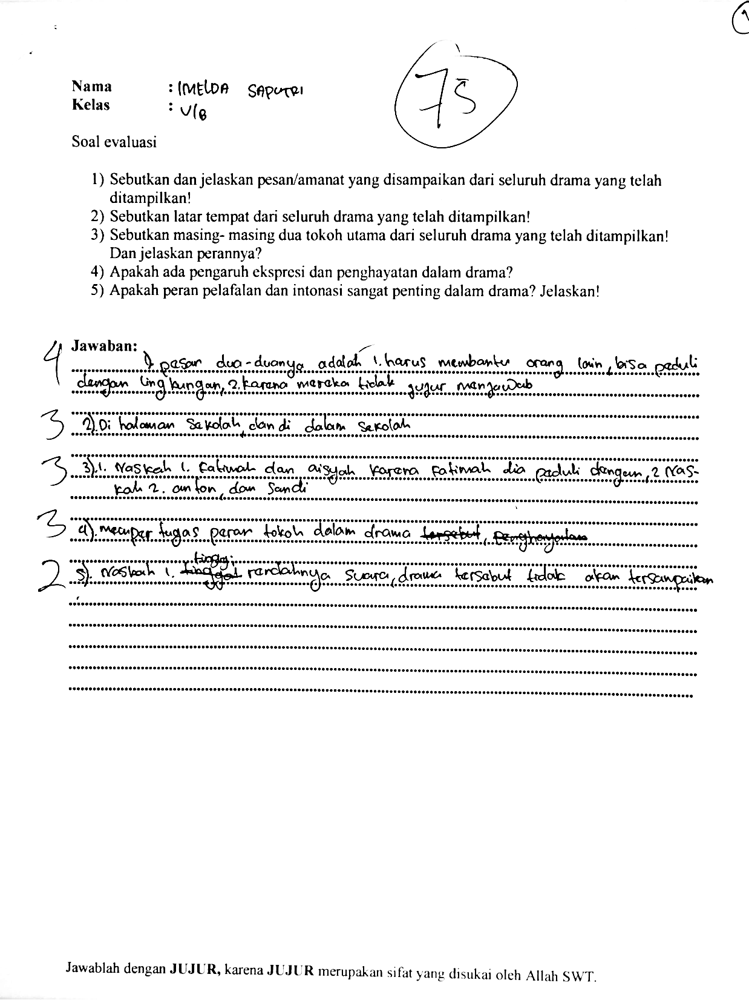 1
Nama : IMELDA SAPUTRI
75
Kelas : V/B
Soal evaluasi
1) Sebutkan dan jelaskan pesan/amanat yang disampaikan dari seluruh drama yang telah
ditampilkan!
2) Sebutkan latar tempat dari seluruh drama yang telah ditampilkan!
3) Sebutkan masing- masing dua tokoh utama dari seluruh drama yang telah ditampilkan!
Dan jelaskan perannya?
4) Apakah ada pengaruh ekspresi dan penghayatan dalam drama?
5) Apakah peran pelafalan dan intonasi sangat penting dalam drama? Jelaskan!
Jawaban:
4 1) pasan dua-duanya adalah 1. harus membantu orang lain, bisa peduli
dengan lingkungan, 2. karena mereka tidak jujur menjawab
3 2). Di halaman sekolah, dan di dalam sekolah
3 3). 1. Naskah 1. Fatimah dan aisyah karena fatimah dia peduli dengan, 2 Nas-
kah 2. anton, dan Sandi
3 4). tugas peran tokoh dalam drama tersebut,
tinggi
2 5). Naskah 1. tinggal rendahnya suara, drama tersebut tidak akan tersampaikan
Jawablah dengan JUJUR, karena JUJUR merupakan sifat yang disukai oleh Allah SWT.